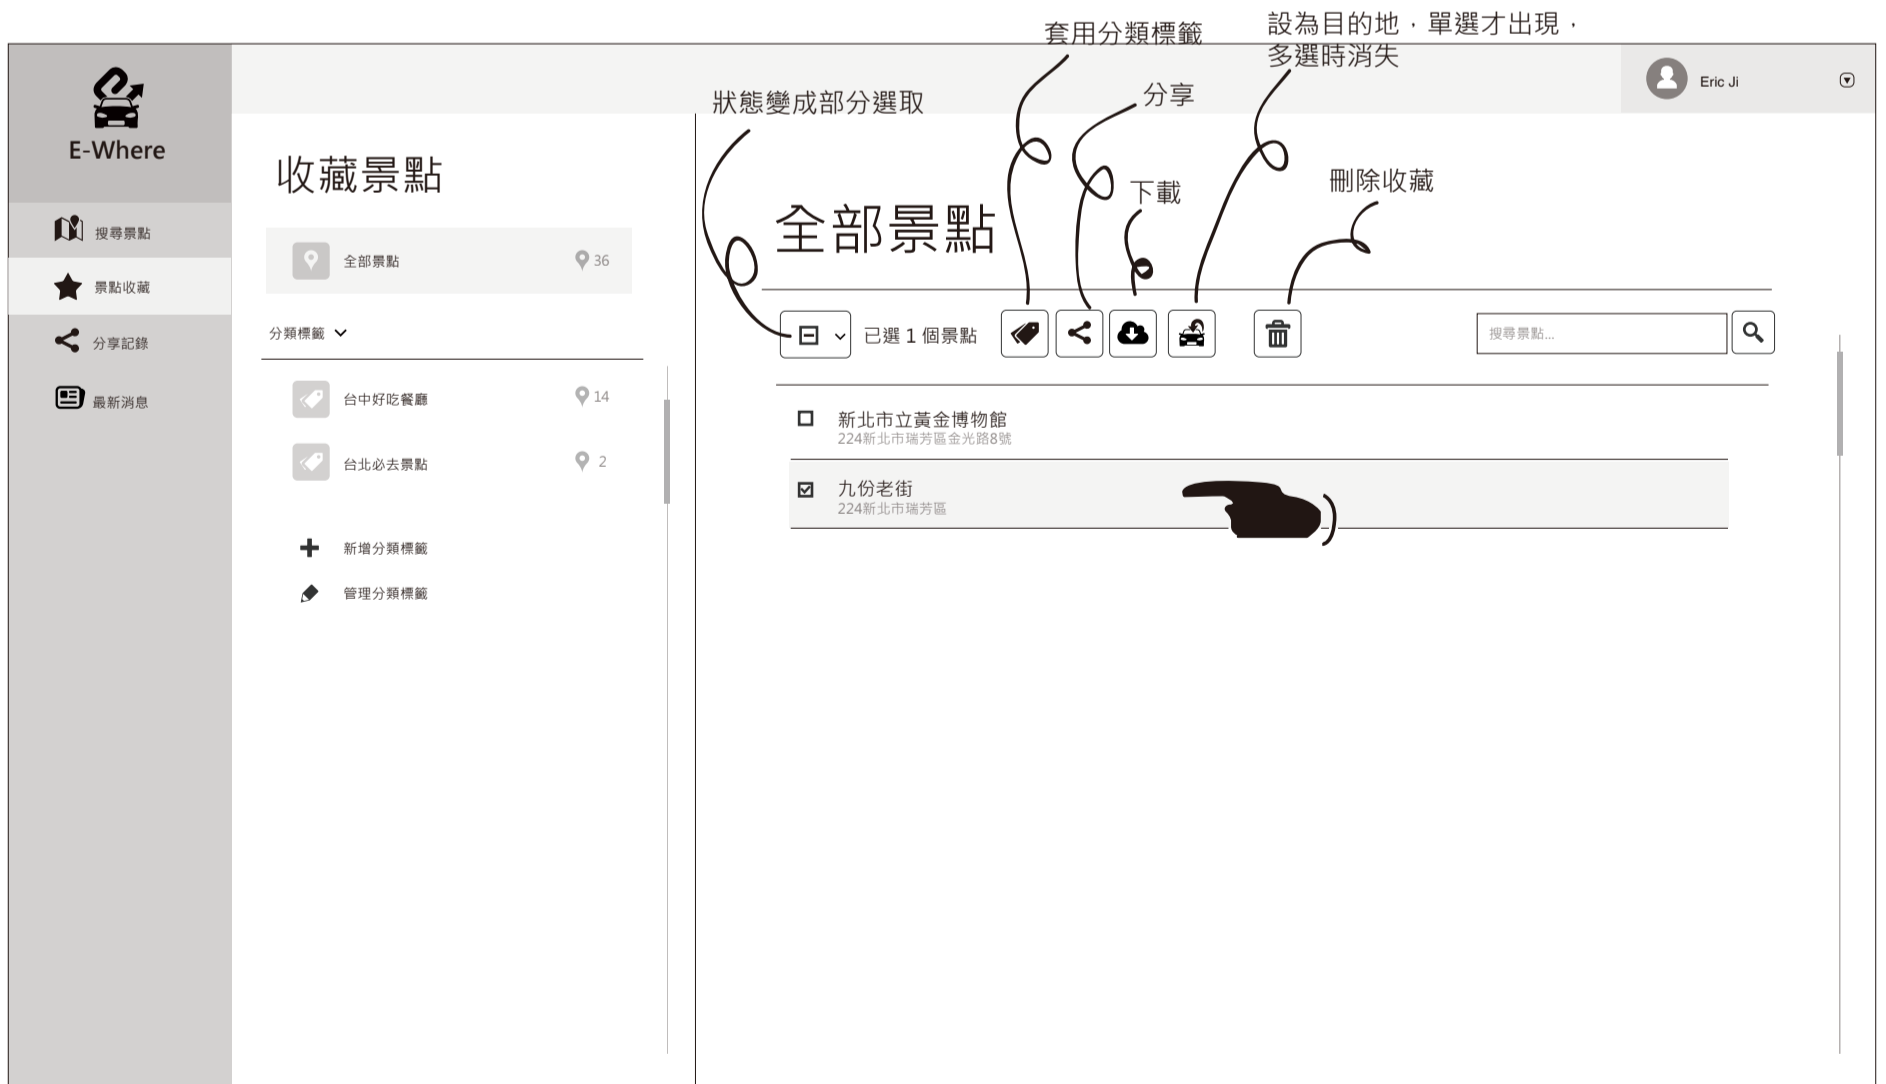 套用分類標籤
設為目的地，單選才出現，
多選時消失
狀態變成部分選取
分享
下載
刪除收藏
Eric Ji
E-Where
搜尋景點
景點收藏
分享記錄
最新消息
收藏景點
全部景點
36
分類標籤
台中好吃餐廳
14
台北必去景點
2
新增分類標籤
管理分類標籤
全部景點
已選 1 個景點
搜尋景點...
新北市立黃金博物館
224新北市瑞芳區金光路8號
九份老街
224新北市瑞芳區